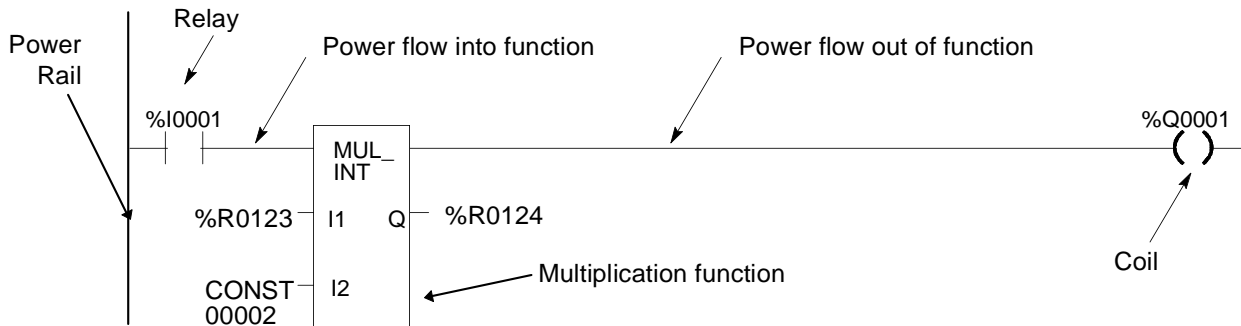 Relay
Power
Rail
Power flow into function
Power flow out of function
%I0001
%Q0001
MUL_
INT
%R0123
I1
Q
%R0124
Coil
Multiplication function
CONST
00002
I2